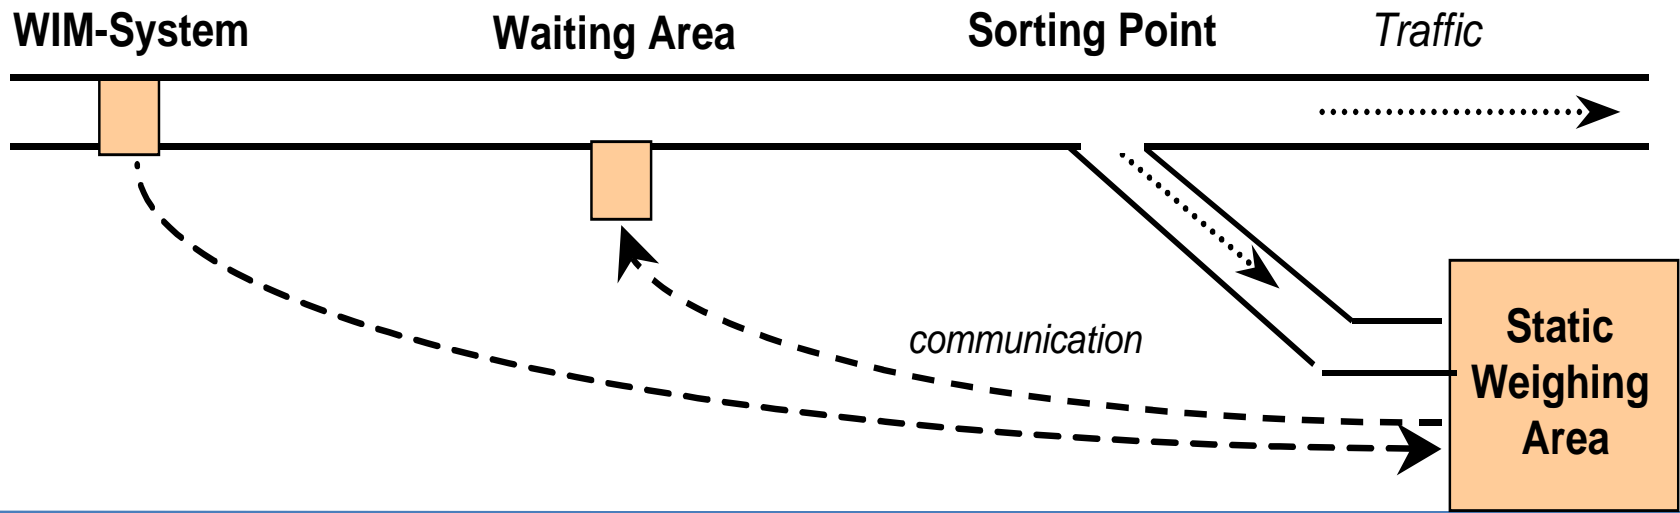 WIM-System
Waiting Area
Sorting Point
Traffic
communication
Static
Weighing
Area